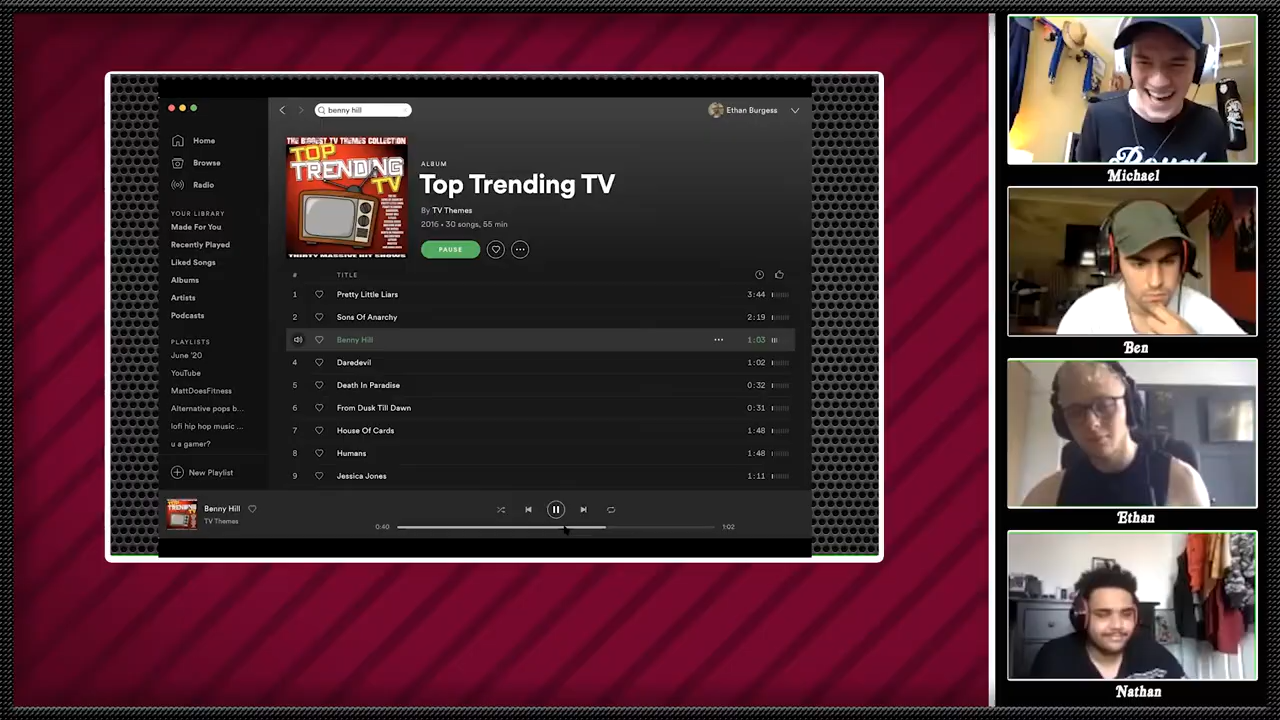 benny hill
Ethan Burgess
Home
Browse
Radio
YOUR LIBRARY
Made For You
Recently Played
Liked Songs
Albums
Artists
Podcasts
PLAYLISTS
June '20
YouTube
MattDoesFitness
Alternative pops b...
lofi hip hop music ...
u a gamer?
New Playlist
THE BIGGEST TV THEMES COLLECTION
TOP
TRENDING
TV
THIRTY MASSIVE HIT SHOWS
ALBUM
Top Trending TV
By TV Themes
2016 • 30 songs, 55 min
PAUSE
# TITLE
1 Pretty Little Liars 3:44
2 Sons Of Anarchy 2:19
Benny Hill 1:03
4 Daredevil 1:02
5 Death In Paradise 0:32
6 From Dusk Till Dawn 0:31
7 House Of Cards 1:48
8 Humans 1:48
9 Jessica Jones 1:11
Benny Hill
TV Themes
0:40 1:02
Michael
Ben
Ethan
Nathan